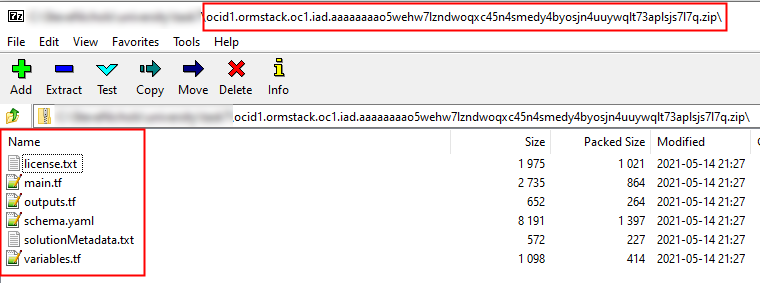 \ocid1.ormstack.oc1.iad.aaaaaaaao5wehw7lzndwoqxc45n4smedy4byosjn4uuywqlt73aplsjs7l7q.zip\
File Edit View Favorites Tools Help
Add Extract Test Copy Move Delete Info
ocid1.ormstack.oc1.iad.aaaaaaaao5wehw7lzndwoqxc45n4smedy4byosjn4uuywqlt73aplsjs7l7q.zip\
Name Size Packed Size Modified
license.txt 1 975 1 021 2021-05-14 21:27
main.tf 2 735 864 2021-05-14 21:27
outputs.tf 652 264 2021-05-14 21:27
schema.yaml 8 191 1 397 2021-05-14 21:27
solutionMetadata.txt 572 227 2021-05-14 21:27
variables.tf 1 098 414 2021-05-14 21:27